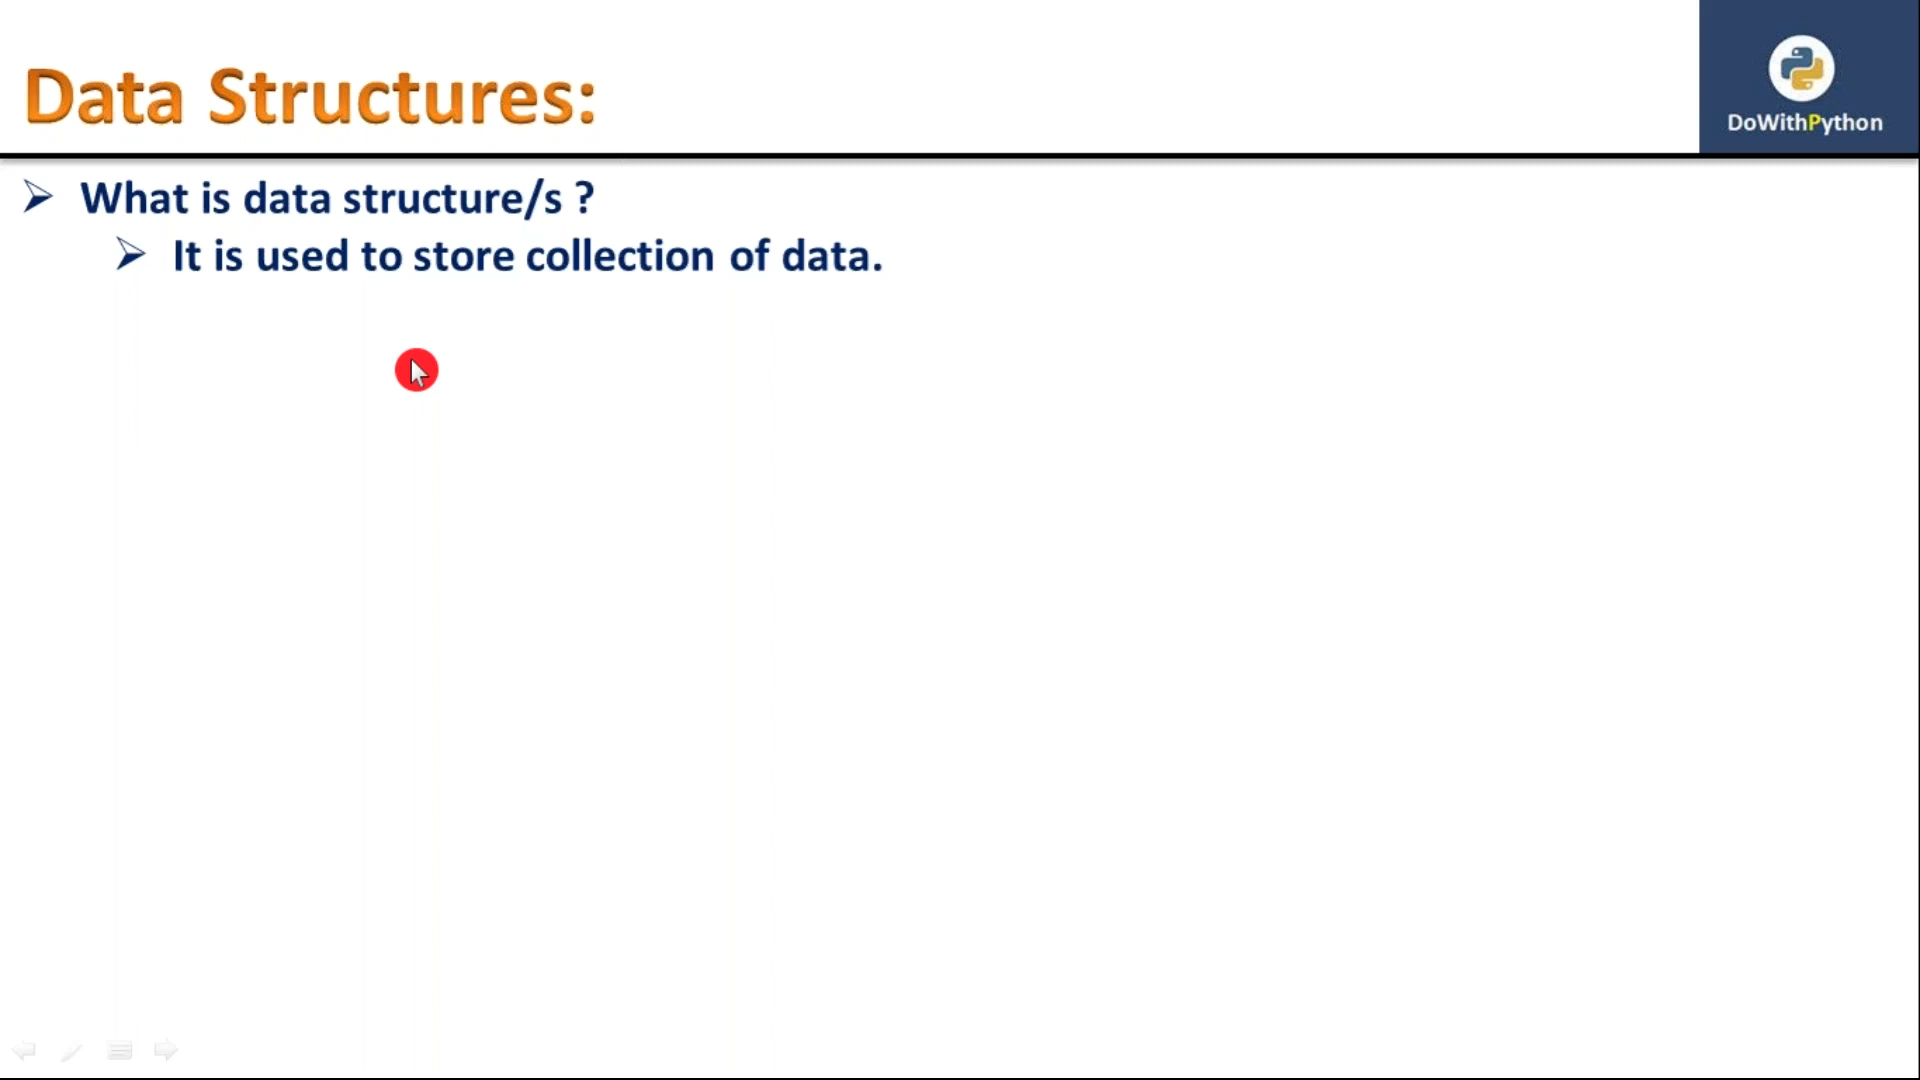 Data Structures:
DoWithPython
What is data structure/s ?
It is used to store collection of data.